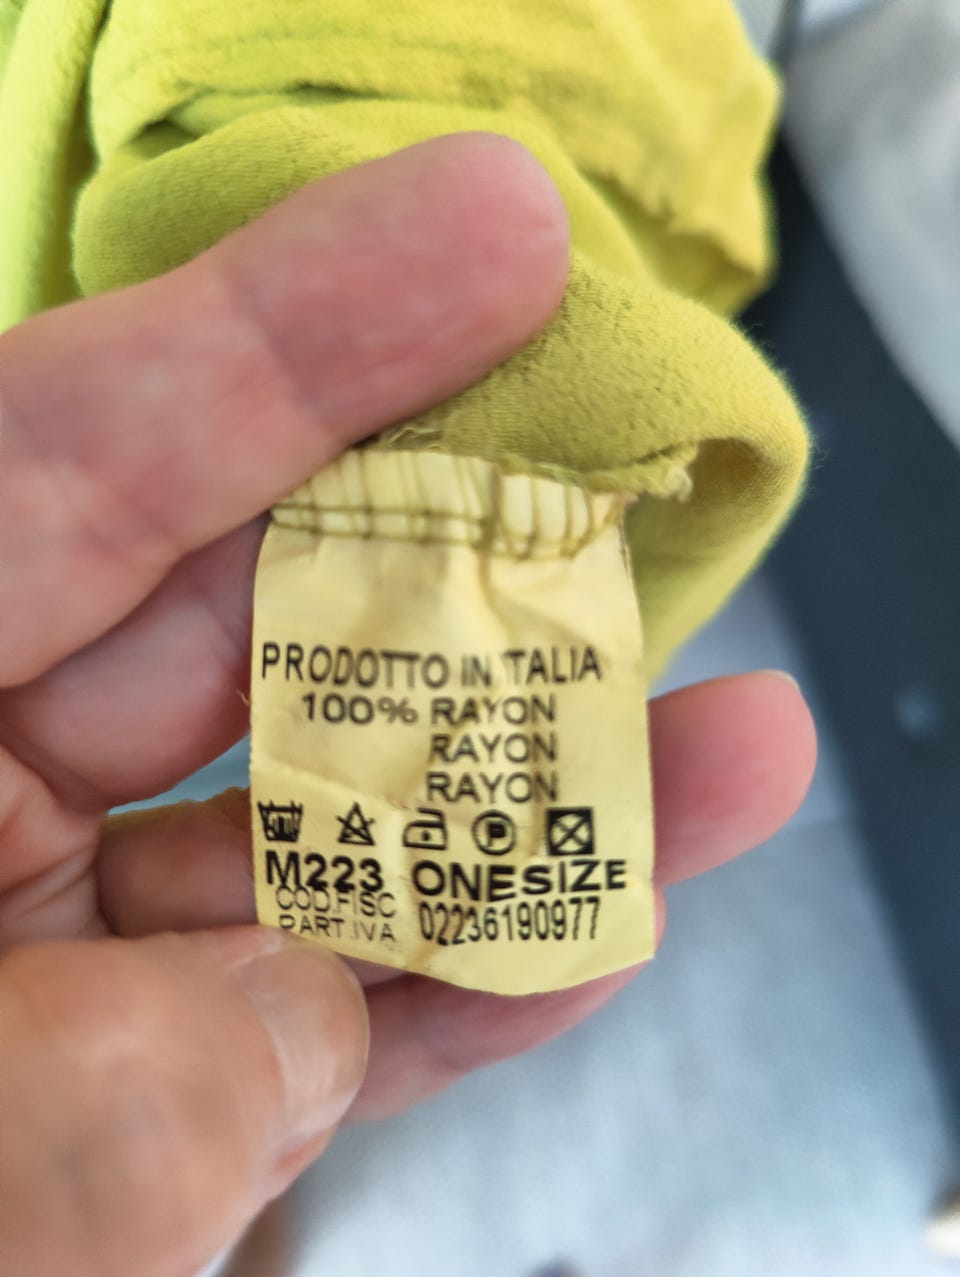 PRODOTTO IN ITALIA
100% RAYON
RAYON
RAYON
P
M223 ONESIZE
COD.FISC
PART.IVA 02236190977